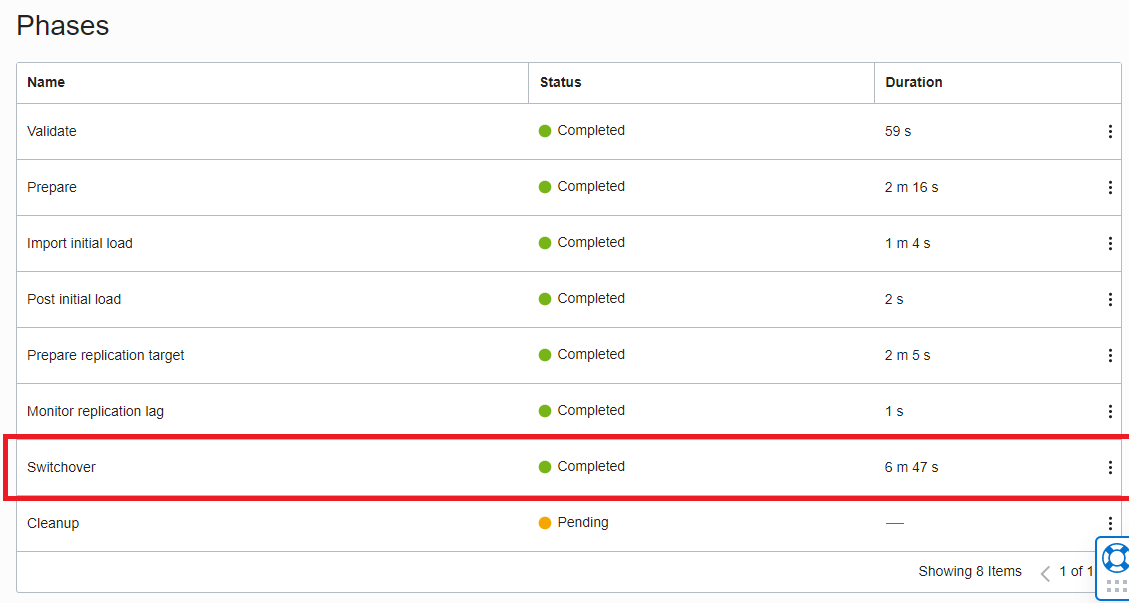 Phases
Name Status Duration
Validate Completed 59 s
Prepare Completed 2 m 16 s
Import initial load Completed 1 m 4 s
Post initial load Completed 2 s
Prepare replication target Completed 2 m 5 s
Monitor replication lag Completed 1 s
Switchover Completed 6 m 47 s
Cleanup Pending —
Showing 8 Items 1 of 1